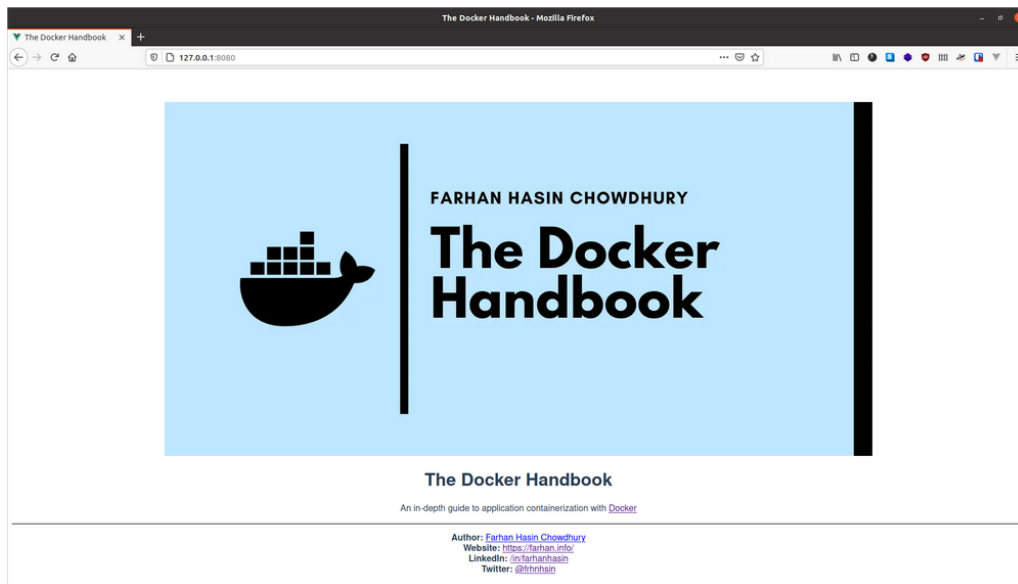 The Docker Handbook - Mozilla Firefox
The Docker Handbook
127.0.0.1:8080
FARHAN HASIN CHOWDHURY
The Docker
Handbook
The Docker Handbook
An in-depth guide to application containerization with Docker
Author: Farhan Hasin Chowdhury
Website: https://farhan.info/
LinkedIn: /in/farhanhasin
Twitter: @frhnhsin